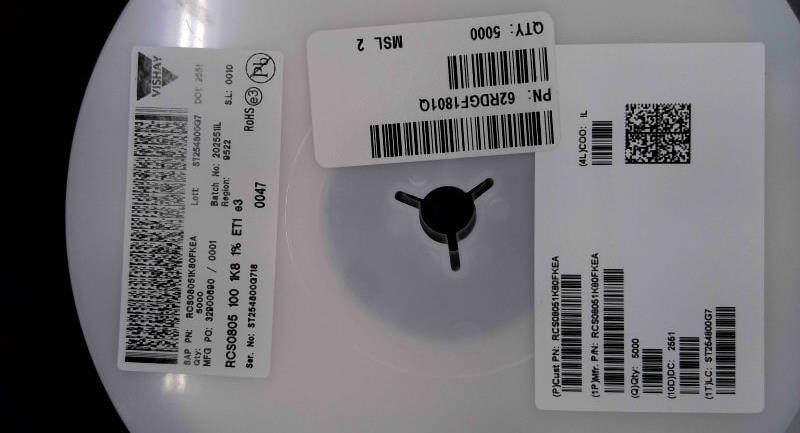 VISHAY
DCt: 2551
S.L: 0010
Pb
RoHS e3
Lot#: ST254800G7
Batch No: 202551IL
Region: 9522
SAP PN: RCS08051K80FKEA
Qty: 5000
MFG PO: 32900690 / 0001
RCS0805 100 1K8 1% ET1 e3
0047
Ser. No: ST254800G718
QTY: 5000
MSL 2
PN: 62RDGF1801Q
(4L)COO: IL
(P)Cust PN: RCS08051K80FKEA
(1P)Mfr. P/N: RCS08051K80FKEA
(Q)Qty: 5000
(10D)DC: 2551
(1T)LC: ST254800G7